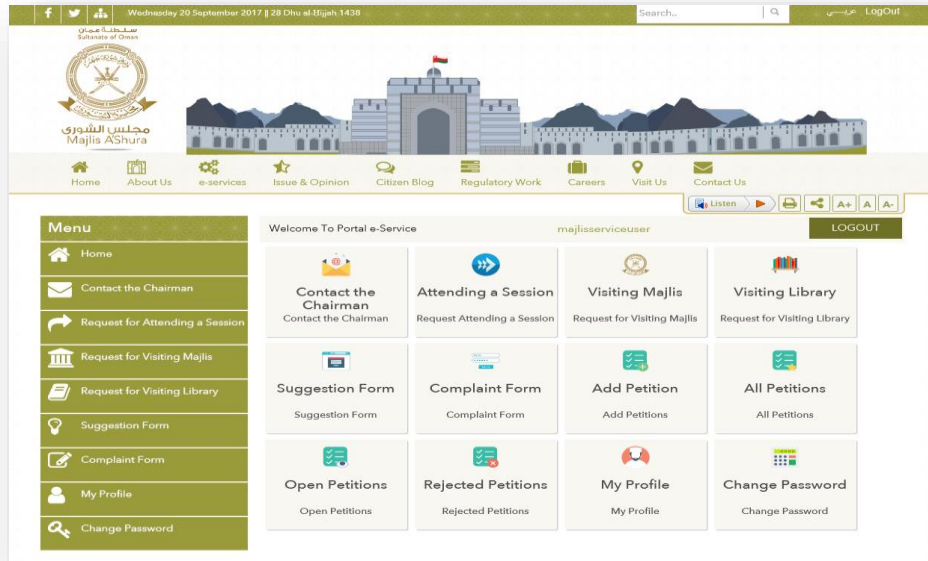 Wednesday 20 September 2017 || 28 Dhu al-Hijjah 1438
Search..
عربــي LogOut
سلطنة عمان
Sultanate of Oman
مجلس الشورى
Majlis A'Shura
Home
About Us
e-services
Issue & Opinion
Citizen Blog
Regulatory Work
Careers
Visit Us
Contact Us
Listen
A+
A
A-
Menu
Home
Contact the Chairman
Request for Attending a Session
Request for Visiting Majlis
Request for Visiting Library
Suggestion Form
Complaint Form
My Profile
Change Password
Welcome To Portal e-Service
majlisserviceuser
LOGOUT
Contact the
Chairman
Contact the Chairman
Attending a Session
Request Attending a Session
Visiting Majlis
Request for Visiting Majlis
Visiting Library
Request for Visiting Library
Suggestion Form
Suggestion Form
Complaint Form
Complaint Form
Add Petition
Add Petitions
All Petitions
All Petitions
Open Petitions
Open Petitions
Rejected Petitions
Rejected Petitions
My Profile
My Profile
Change Password
Change Password